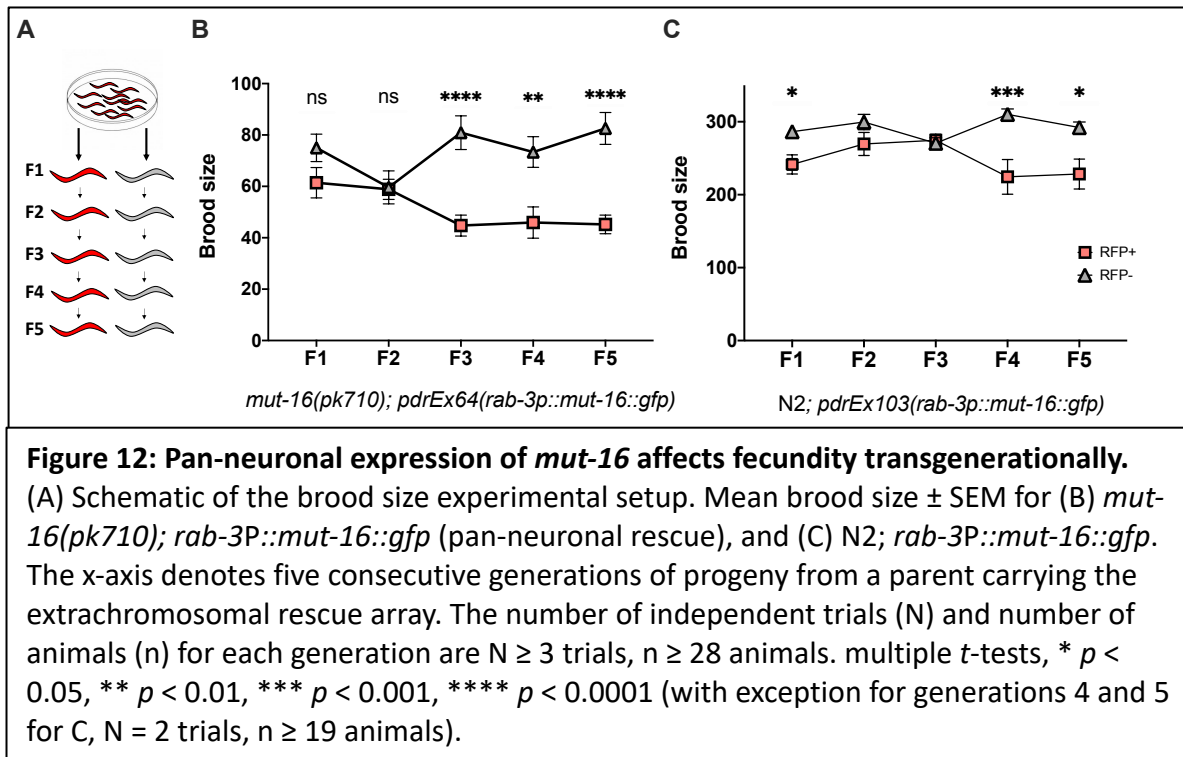 A
B
C
F1
F2
F3
F4
F5
Brood size
100
80
60
40
20
0
ns
ns
****
**
****
F1 F2 F3 F4 F5
mut-16(pk710); pdrEx64(rab-3p::mut-16::gfp)
Brood size
300
200
100
0
*
***
*
RFP+
RFP-
F1 F2 F3 F4 F5
N2; pdrEx103(rab-3p::mut-16::gfp)
Figure 12: Pan-neuronal expression of mut-16 affects fecundity transgenerationally.
(A) Schematic of the brood size experimental setup. Mean brood size ± SEM for (B) mut-
16(pk710); rab-3P::mut-16::gfp (pan-neuronal rescue), and (C) N2; rab-3P::mut-16::gfp.
The x-axis denotes five consecutive generations of progeny from a parent carrying the
extrachromosomal rescue array. The number of independent trials (N) and number of
animals (n) for each generation are N ≥ 3 trials, n ≥ 28 animals. multiple t-tests, * p <
0.05, ** p < 0.01, *** p < 0.001, **** p < 0.0001 (with exception for generations 4 and 5
for C, N = 2 trials, n ≥ 19 animals).